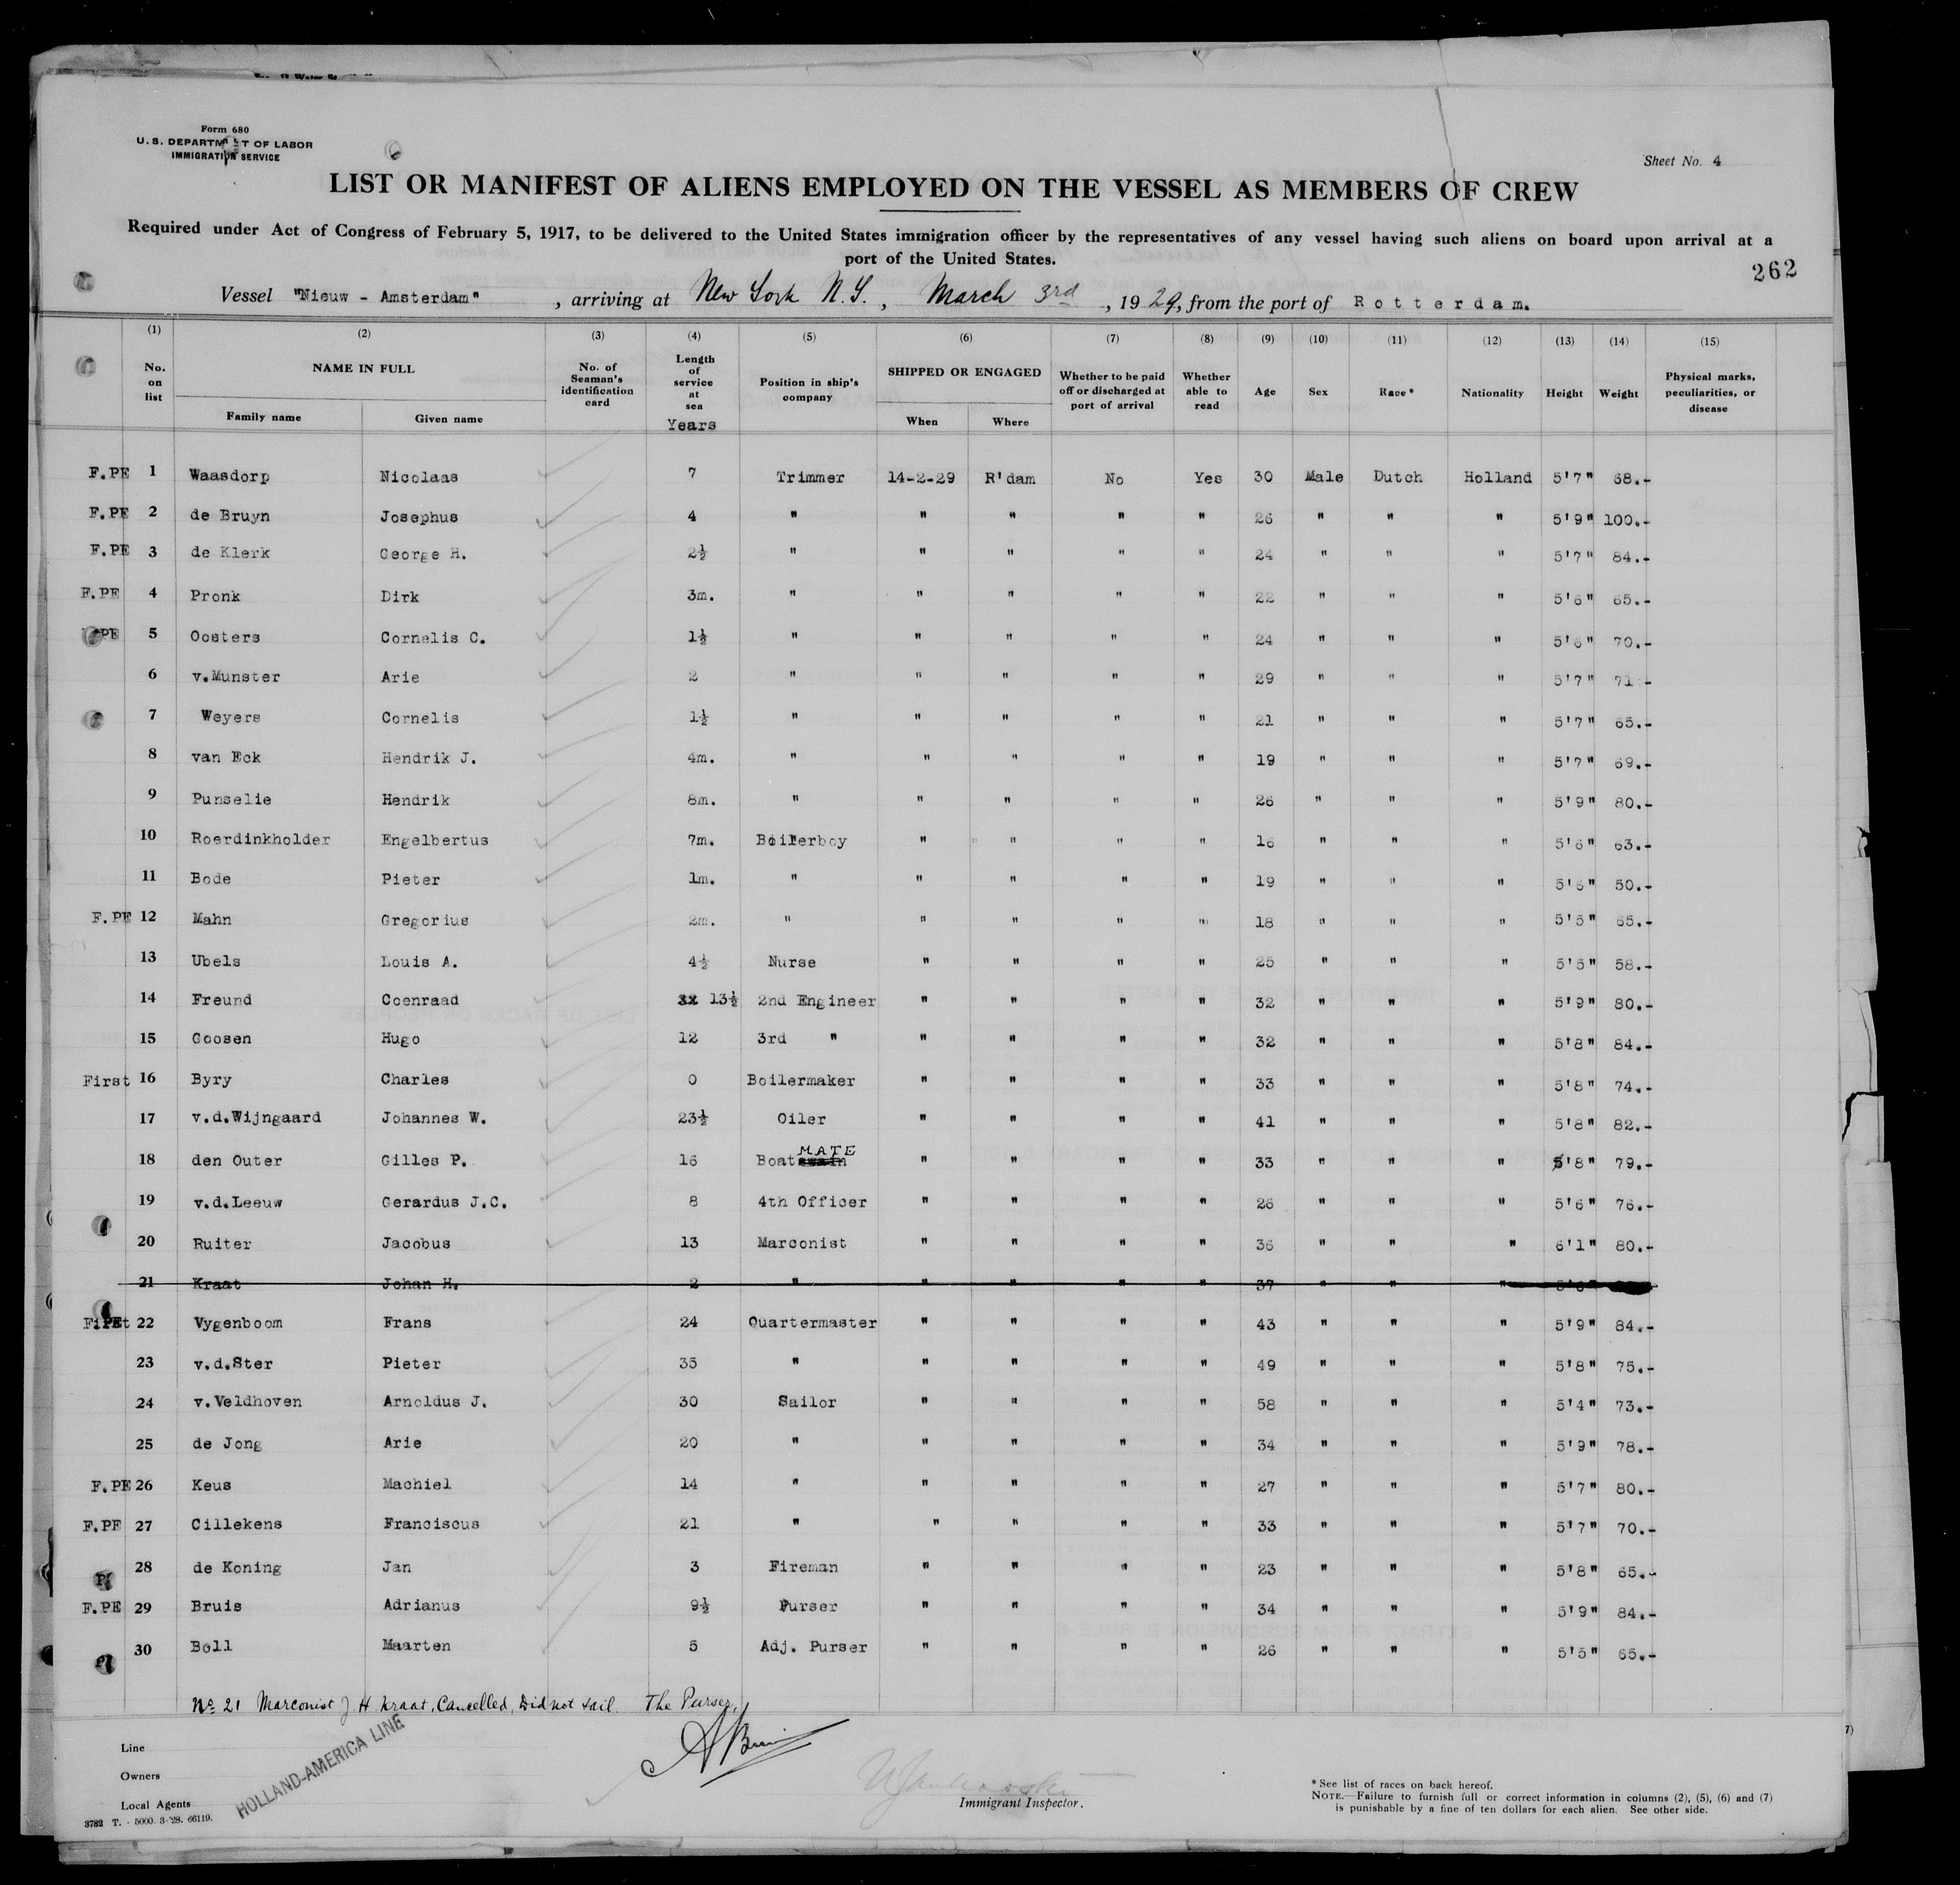 Form 680
U. S. DEPARTMENT OF LABOR
IMMIGRATION SERVICE
Sheet No. 4
LIST OR MANIFEST OF ALIENS EMPLOYED ON THE VESSEL AS MEMBERS OF CREW
Required under Act of Congress of February 5, 1917, to be delivered to the United States immigration officer by the representatives of any vessel having such aliens on board upon arrival at a
port of the United States.
262
Vessel "Nieuw - Amsterdam" , arriving at New York N.Y., March 3rd, 1929, from the port of Rotterdam.
(1) (2) (3) (4) (5) (6) (7) (8) (9) (10) (11) (12) (13) (14) (15)
No. on list NAME IN FULL Family name Given name No. of Seaman's identification card Length of service at sea Years Position in ship's company SHIPPED OR ENGAGED When Where Whether to be paid off or discharged at port of arrival Whether able to read Age Sex Race* Nationality Height Weight Physical marks, peculiarities, or disease
F.PE 1 Waasdorp Nicolaas 7 Trimmer 14-2-29 R'dam No Yes 30 Male Dutch Holland 5'7" 68.-
F.PE 2 de Bruyn Josephus 4 " " " " " 26 " " " 5'9" 100.-
F.PE 3 de Klerk George H. 2½ " " " " " 24 " " " 5'7" 84.-
F.PE 4 Pronk Dirk 3m. " " " " " 22 " " " 5'6" 65.-
PE 5 Oosters Cornelis C. 1½ " " " " " 24 " " " 5'6" 70.-
6 v.Munster Arie 2 " " " " " 29 " " " 5'7" 71-
7 Weyers Cornelis 1½ " " " " " 21 " " " 5'7" 65.-
8 van Eck Hendrik J. 4m. " " " " " 19 " " " 5'7" 69.-
9 Punselie Hendrik 8m. " " " " " 26 " " " 5'9" 80.-
10 Roerdinkholder Engelbertus 7m. Boilerboy " " " " 16 " " " 5'6" 63.-
11 Bode Pieter 1m. " " " " " 19 " " " 5'6" 50.-
F.PE 12 Mahn Gregorius 2m. " " " " " 18 " " " 5'5" 65.-
13 Ubels Louis A. 4½ Nurse " " " " 25 " " " 5'5" 58.-
14 Freund Coenraad 13½ 2nd Engineer " " " " 32 " " " 5'9" 80.-
15 Goosen Hugo 12 3rd " " " " " 32 " " " 5'8" 84.-
First 16 Byry Charles 0 Boilermaker " " " " 33 " " " 5'8" 74.-
17 v.d.Wijngaard Johannes W. 23½ Oiler " " " " 41 " " " 5'8" 82.-
18 den Outer Gilles P. 16 Boatswain MATE " " " " 33 " " " 5'8" 79.-
19 v.d.Leeuw Gerardus J.C. 8 4th Officer " " " " 26 " " " 5'6" 76.-
20 Ruiter Jacobus 13 Marconist " " " " 36 " " " 6'1" 80.-
21 Kraat Johan H. 2 " " " " " 37 " " "
22 Vygenboom Frans 24 Quartermaster " " " " 43 " " " 5'9" 84.-
23 v.d.Ster Pieter 35 " " " " " 49 " " " 5'8" 75.-
24 v.Veldhoven Arnoldus J. 30 Sailor " " " " 58 " " " 5'4" 73.-
25 de Jong Arie 20 " " " " " 34 " " " 5'9" 78.-
F.PE 26 Keus Machiel 14 " " " " " 27 " " " 5'7" 80.-
F.PE 27 Cillekens Franciscus 21 " " " " " 33 " " " 5'7" 70.-
28 de Koning Jan 3 Fireman " " " " 23 " " " 5'8" 65.-
F.PE 29 Bruis Adrianus 9½ Purser " " " " 34 " " " 5'9" 84.-
30 Boll Maarten 5 Adj. Purser " " " " 26 " " " 5'5" 65.-
No 21 Marconist J. H. Kraat, Cancelled, Did not sail. The Purser,
Line
Owners
Local Agents
HOLLAND-AMERICA LINE
3782 T. - 5000. 3-'28. 66119.
Immigrant Inspector.
*See list of races on back hereof.
NOTE.—Failure to furnish full or correct information in columns (2), (5), (6) and (7)
is punishable by a fine of ten dollars for each alien. See other side.